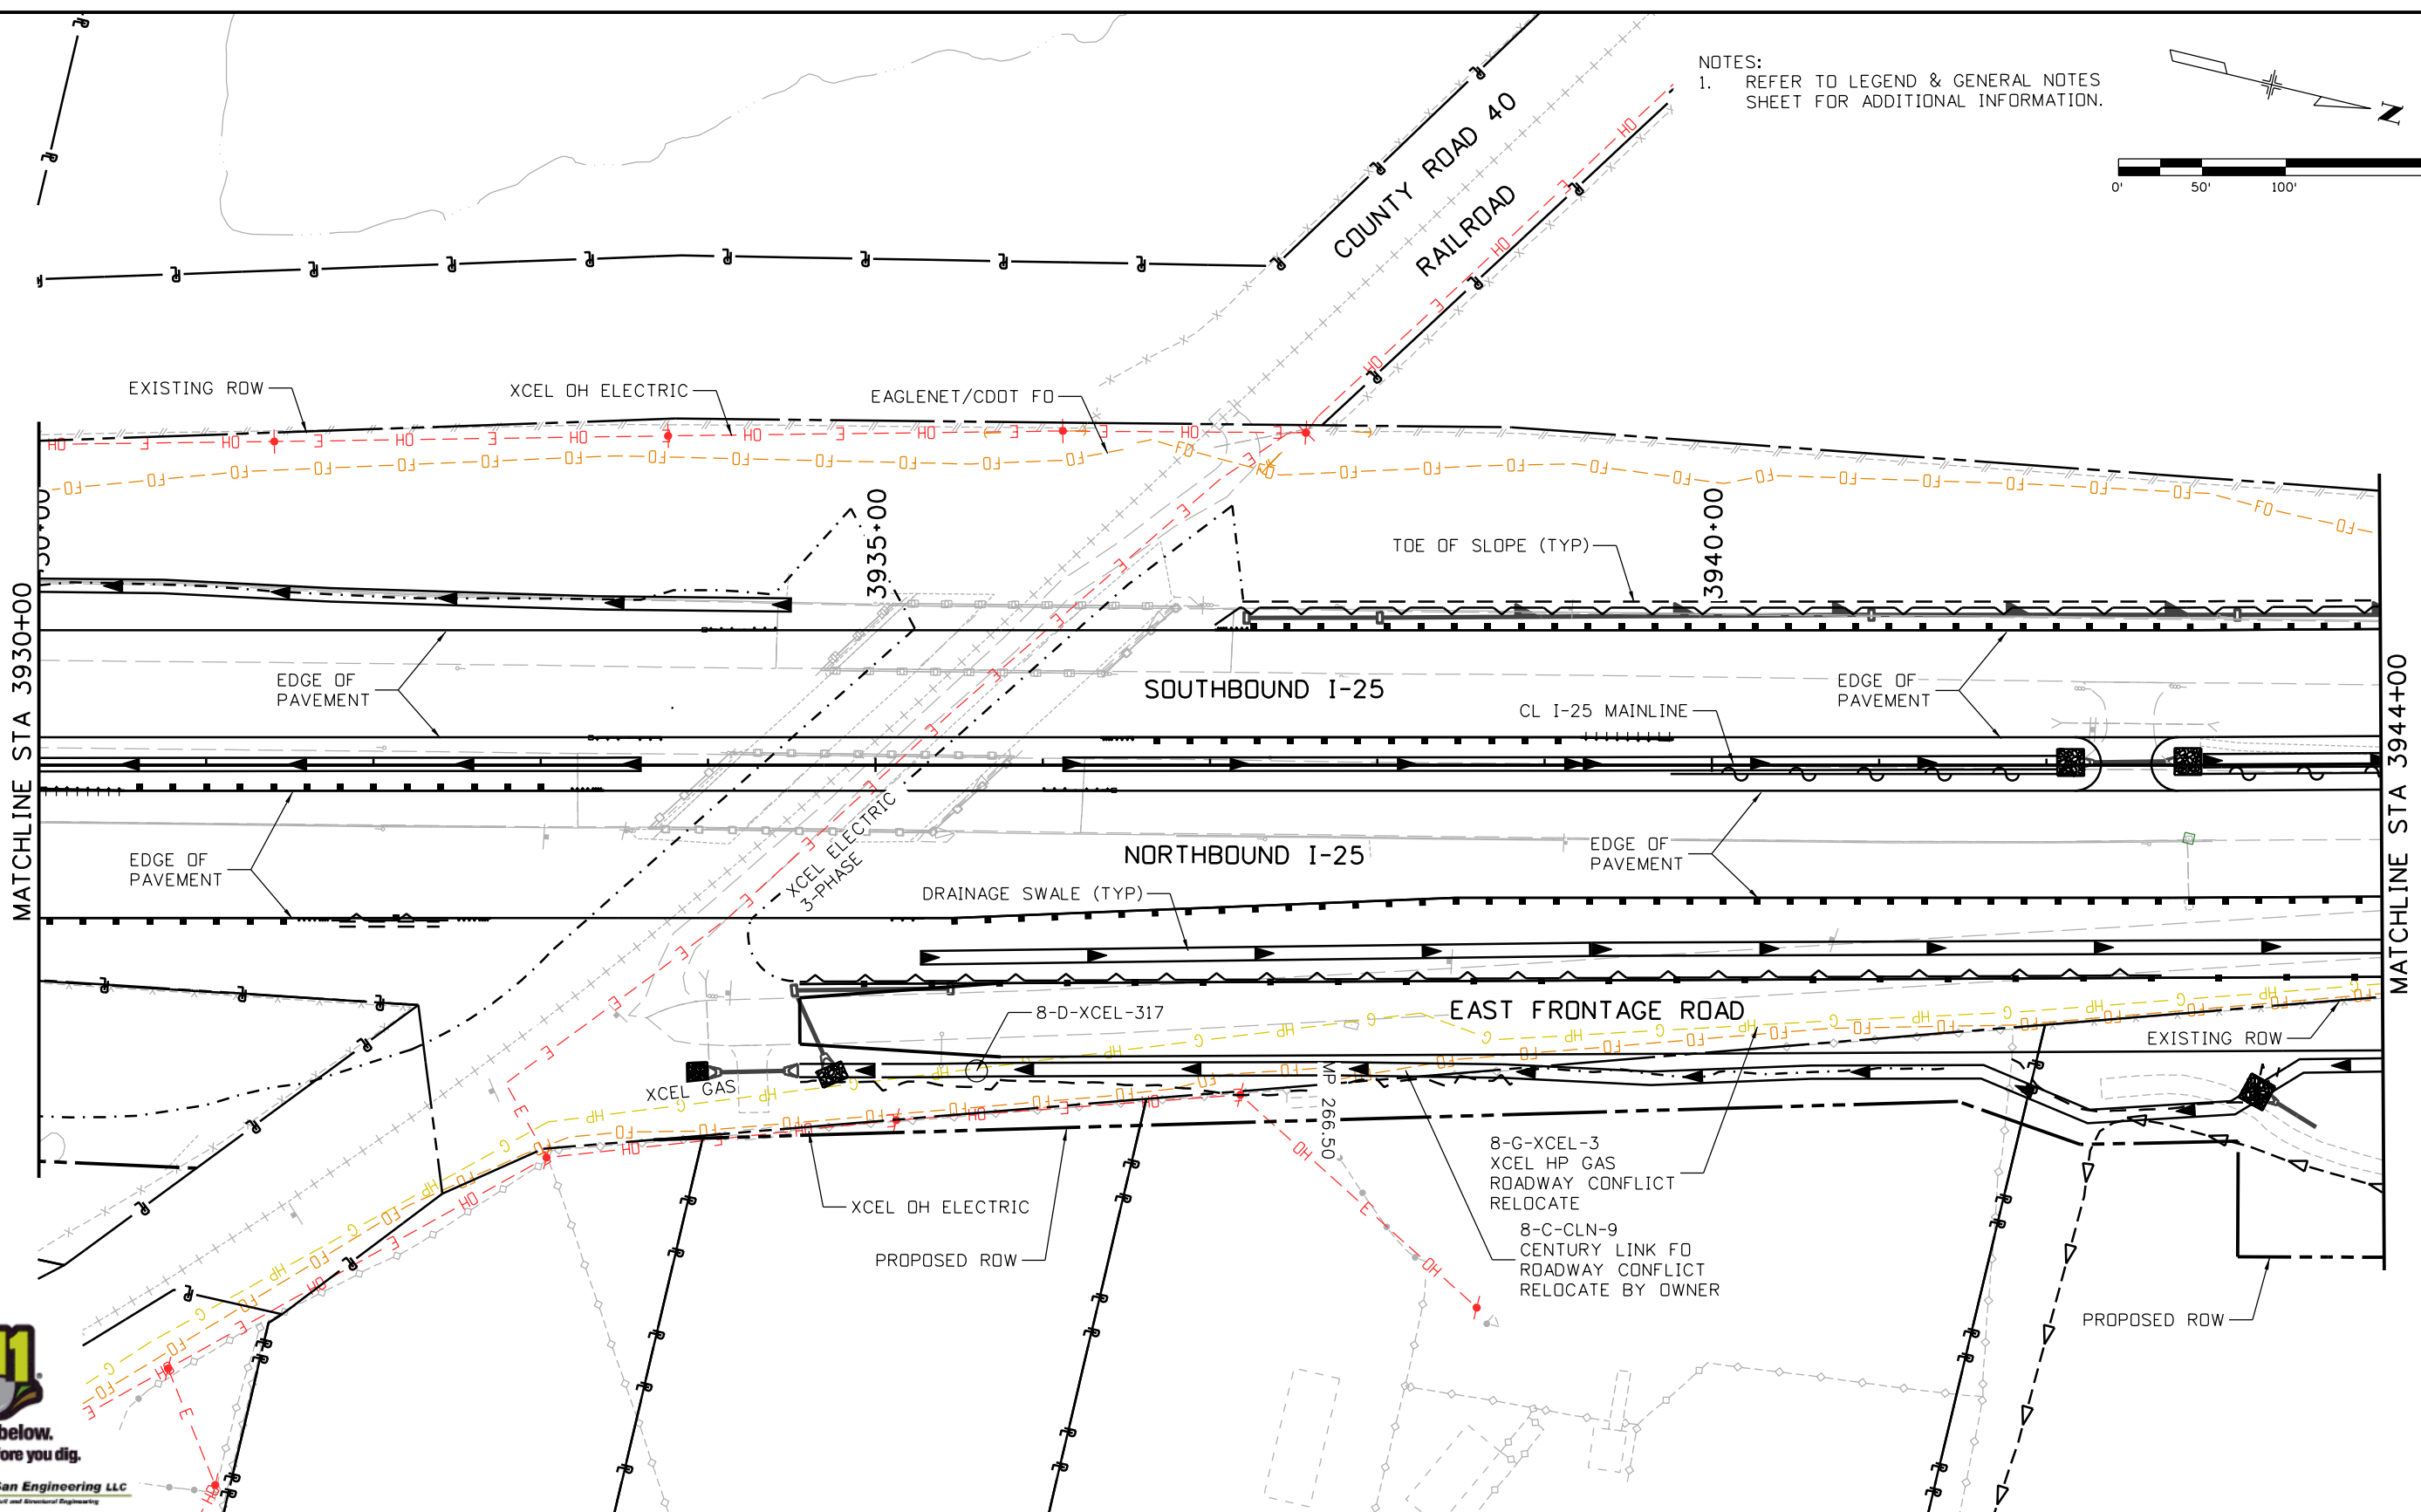 NOTES:
1. REFER TO LEGEND & GENERAL NOTES
SHEET FOR ADDITIONAL INFORMATION.
N
0' 50' 100'
COUNTY ROAD 40
RAILROAD
EXISTING ROW
XCEL OH ELECTRIC
EAGLENET/CDOT FO
3935+00
3940+00
TOE OF SLOPE (TYP)
MATCHLINE STA 3930+00
MATCHLINE STA 3944+00
EDGE OF
PAVEMENT
SOUTHBOUND I-25
EDGE OF
PAVEMENT
CL I-25 MAINLINE
XCEL ELECTRIC
3-PHASE
EDGE OF
PAVEMENT
NORTHBOUND I-25
EDGE OF
PAVEMENT
DRAINAGE SWALE (TYP)
8-D-XCEL-317
EAST FRONTAGE ROAD
EXISTING ROW
XCEL GAS
MP 266.50
XCEL OH ELECTRIC
PROPOSED ROW
8-G-XCEL-3
XCEL HP GAS
ROADWAY CONFLICT
RELOCATE
8-C-CLN-9
CENTURY LINK FO
ROADWAY CONFLICT
RELOCATE BY OWNER
PROPOSED ROW
below.
fore you dig.
San Engineering LLC